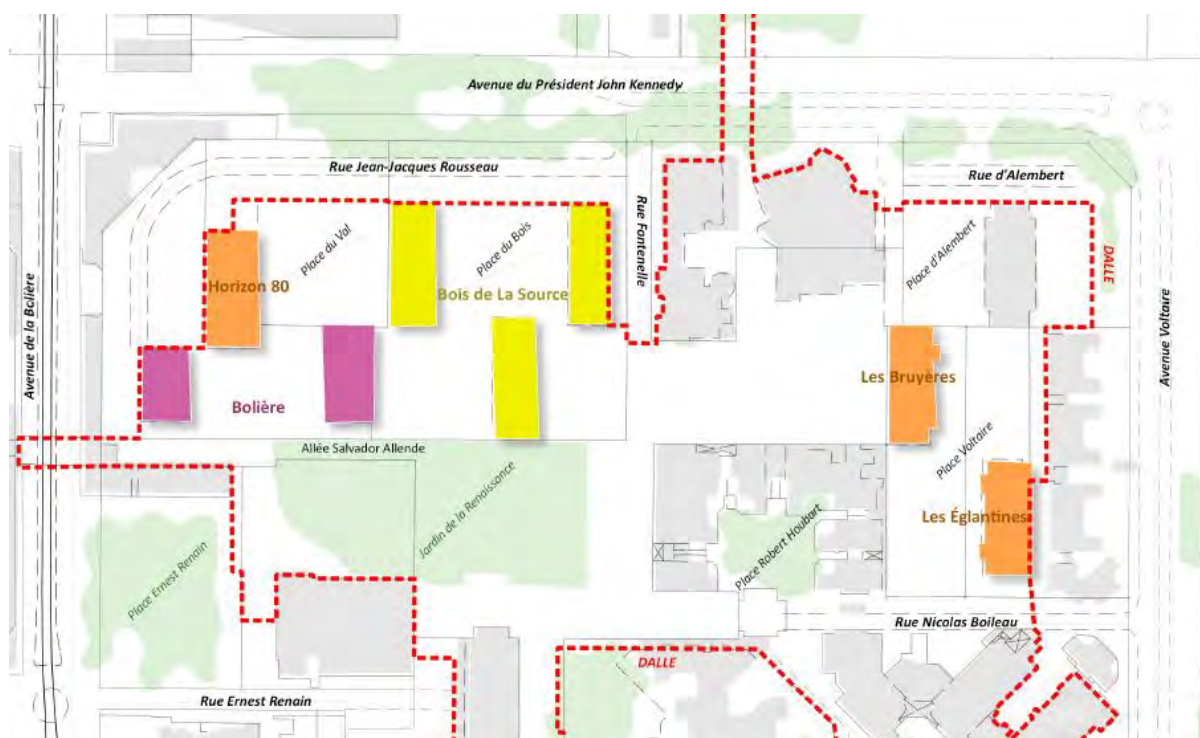 Avenue du Président John Kennedy
Rue Jean-Jacques Rousseau
Rue d'Alembert
Rue Fontenelle
Place du Val
Place du Bois
Place d'Alembert
DALLE
Avenue de la Bolière
Horizon 80
Bois de La Source
Avenue Voltaire
Les Bruyères
Bolière
Allée Salvador Allende
Place Voltaire
Jardin de la Renaissance
Les Églantines
Place Robert Houbart
Place Ernest Renain
Rue Nicolas Boileau
DALLE
Rue Ernest Renain